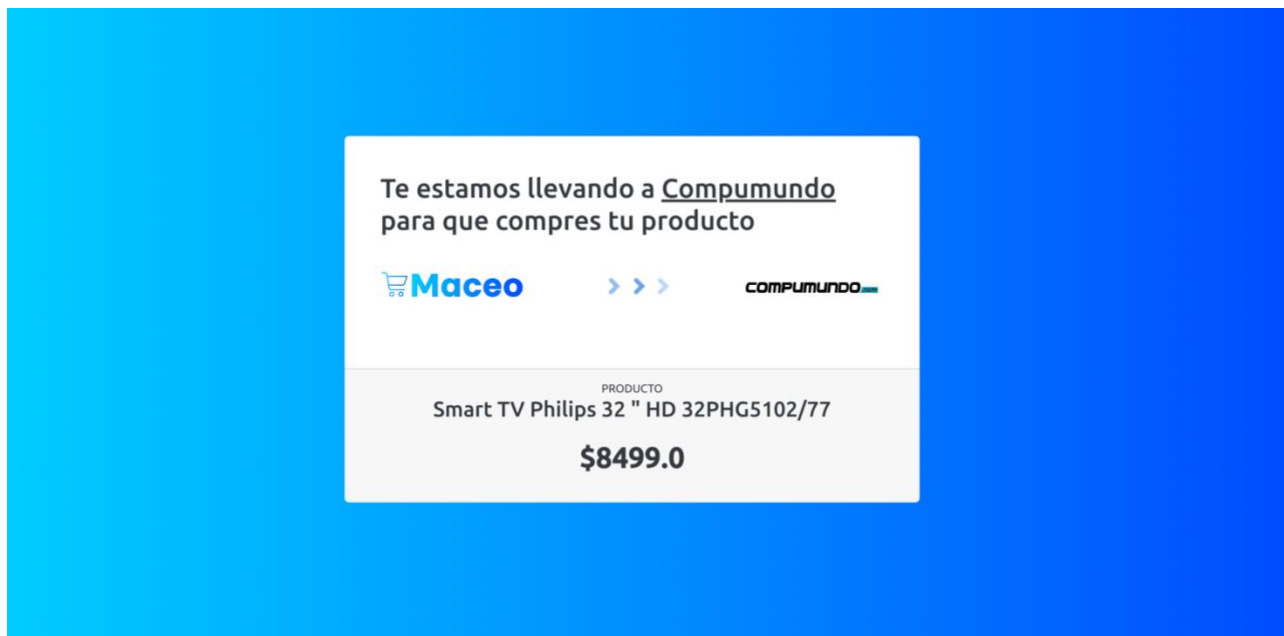 Te estamos llevando a Compumundo
para que compres tu producto
Maceo
COMPUMUNDO
PRODUCTO
Smart TV Philips 32 " HD 32PHG5102/77
$8499.0